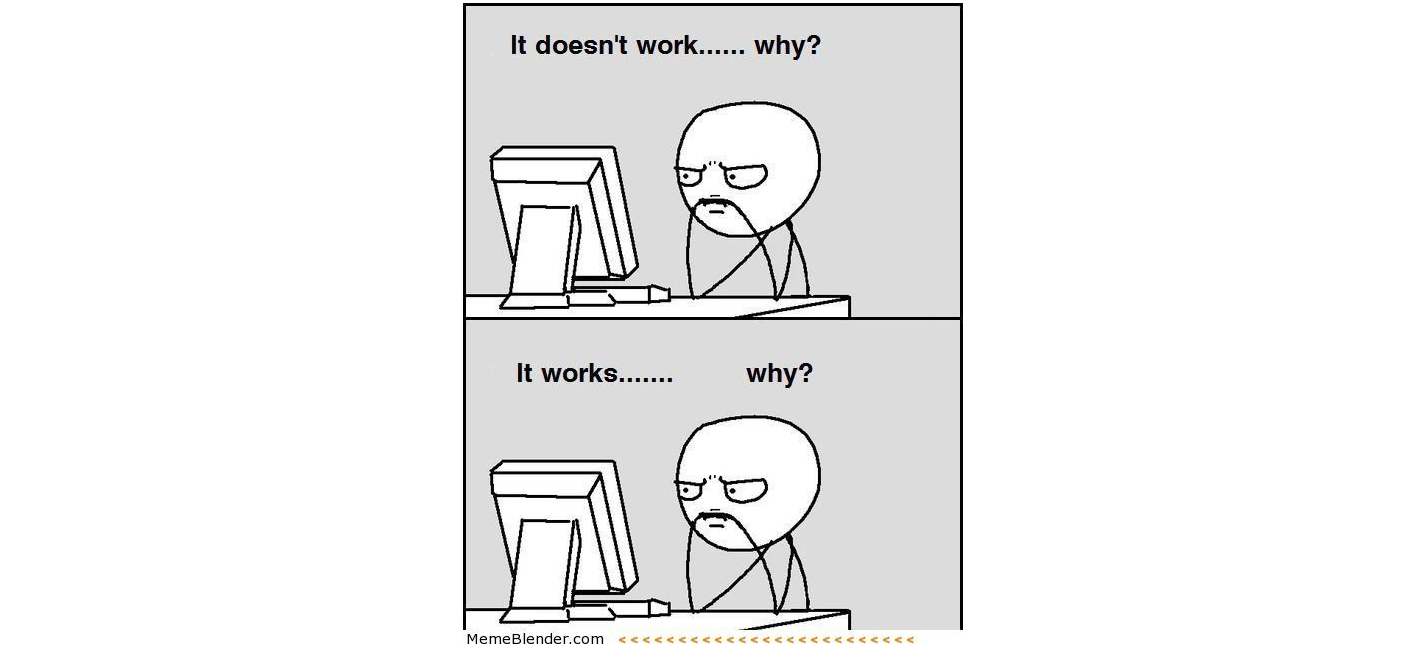 It doesn't work...... why?
It works....... why?
MemeBlender.com < < < < < < < < < < < < < < < < < < < < < < < < <